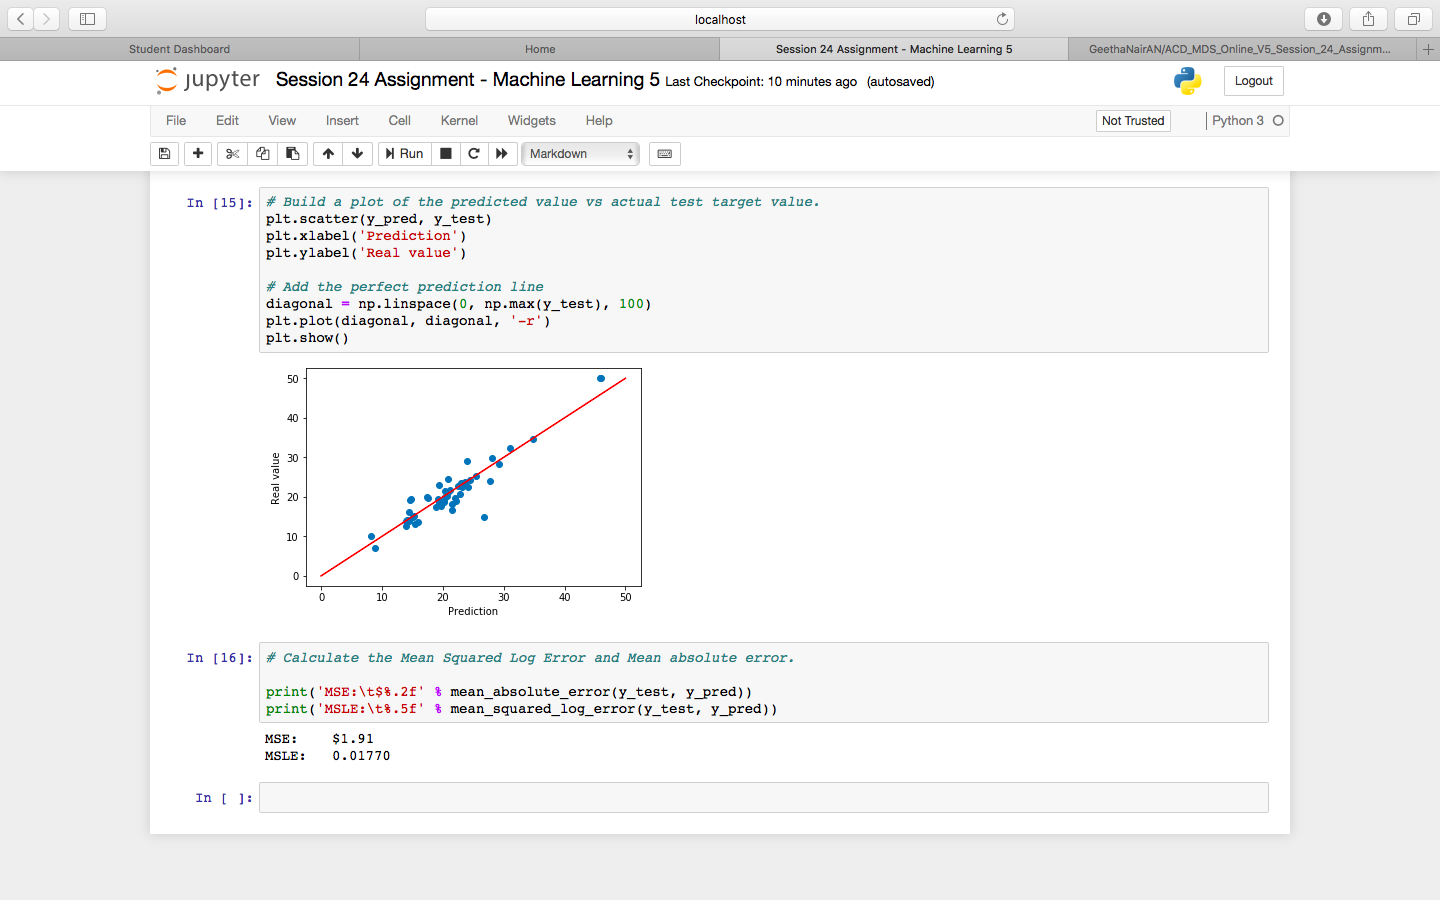 localhost
Student Dashboard
Home
Session 24 Assignment - Machine Learning 5
GeethaNairAN/ACD_MDS_Online_V5_Session_24_Assignm...
jupyter Session 24 Assignment - Machine Learning 5 Last Checkpoint: 10 minutes ago (autosaved)
Logout
File Edit View Insert Cell Kernel Widgets Help
Not Trusted
Python 3
Run
Markdown
In [15]:
# Build a plot of the predicted value vs actual test target value.
plt.scatter(y_pred, y_test)
plt.xlabel('Prediction')
plt.ylabel('Real value')
# Add the perfect prediction line
diagonal = np.linspace(0, np.max(y_test), 100)
plt.plot(diagonal, diagonal, '-r')
plt.show()
50
40
30
20
10
0
Real value
0 10 20 30 40 50
Prediction
In [16]:
# Calculate the Mean Squared Log Error and Mean absolute error.
print('MSE:\t$%.2f' % mean_absolute_error(y_test, y_pred))
print('MSLE:\t%.5f' % mean_squared_log_error(y_test, y_pred))
MSE: $1.91
MSLE: 0.01770
In [ ]: